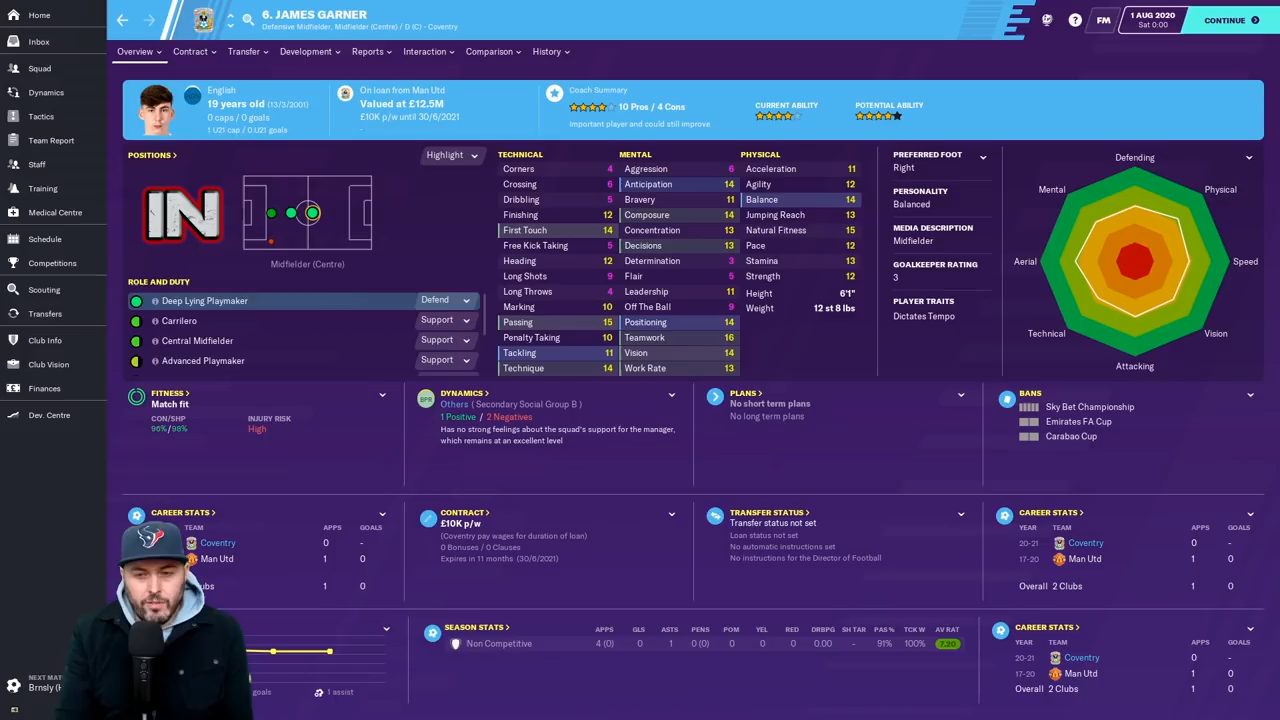 6. JAMES GARNER
Defensive Midfielder, Midfielder (Centre) / D (C) - Coventry
FM
1 AUG 2020
Sat 0:00
CONTINUE
Home
Inbox
Squad
Dynamics
Tactics
Team Report
Staff
Training
Medical Centre
Schedule
Competitions
Scouting
Transfers
Club Info
Club Vision
Finances
Dev. Centre
NEXT MAT
Brnsly (H
Overview Contract Transfer Development Reports Interaction Comparison History
English
19 years old (13/3/2001)
0 caps / 0 goals
1 U21 cap / 0 U21 goals
On loan from Man Utd
Valued at £12.5M
£10K p/w until 30/6/2021
-
Coach Summary
10 Pros / 4 Cons
Important player and could still improve
CURRENT ABILITY
POTENTIAL ABILITY
POSITIONS >
Highlight
IN
Midfielder (Centre)
ROLE AND DUTY
Deep Lying Playmaker Defend
Carrilero Support
Central Midfielder Support
Advanced Playmaker Support
TECHNICAL
Corners 4
Crossing 6
Dribbling 5
Finishing 12
First Touch 14
Free Kick Taking 5
Heading 12
Long Shots 9
Long Throws 4
Marking 10
Passing 15
Penalty Taking 10
Tackling 11
Technique 14
MENTAL
Aggression 6
Anticipation 14
Bravery 11
Composure 14
Concentration 13
Decisions 13
Determination 3
Flair 5
Leadership 11
Off The Ball 9
Positioning 14
Teamwork 16
Vision 14
Work Rate 13
PHYSICAL
Acceleration 11
Agility 12
Balance 14
Jumping Reach 13
Natural Fitness 15
Pace 12
Stamina 13
Strength 12
Height 6'1"
Weight 12 st 8 lbs
PREFERRED FOOT
Right
PERSONALITY
Balanced
MEDIA DESCRIPTION
Midfielder
GOALKEEPER RATING
3
PLAYER TRAITS
Dictates Tempo
Defending
Mental
Physical
Aerial
Speed
Technical
Vision
Attacking
FITNESS >
Match fit
CON/SHP
96%/98%
INJURY RISK
High
DYNAMICS >
Others ( Secondary Social Group B )
1 Positive / 2 Negatives
Has no strong feelings about the squad's support for the manager,
which remains at an excellent level
PLANS >
No short term plans
No long term plans
BANS
Sky Bet Championship
Emirates FA Cup
Carabao Cup
CAREER STATS >
TEAM APPS GOALS
Coventry 0 -
Man Utd 1 0
ubs 1 0
CONTRACT >
£10K p/w
(Coventry pay wages for duration of loan)
0 Bonuses / 0 Clauses
Expires in 11 months (30/6/2021)
TRANSFER STATUS >
Transfer status not set
Loan status not set
No automatic instructions set
No instructions for the Director of Football
CAREER STATS >
YEAR TEAM APPS GOALS
20-21 Coventry 0 -
17-20 Man Utd 1 0
Overall 2 Clubs 1 0
goals 1 assist
SEASON STATS > APPS GLS ASTS PENS POM YEL RED DRBPG SH TAR PAS % TCK W AV RAT
Non Competitive 4 (0) 0 1 0 (0) 0 0 0 0.00 - 91% 100% 7.20
CAREER STATS >
YEAR TEAM APPS GOALS
20-21 Coventry 0 -
17-20 Man Utd 1 0
Overall 2 Clubs 1 0